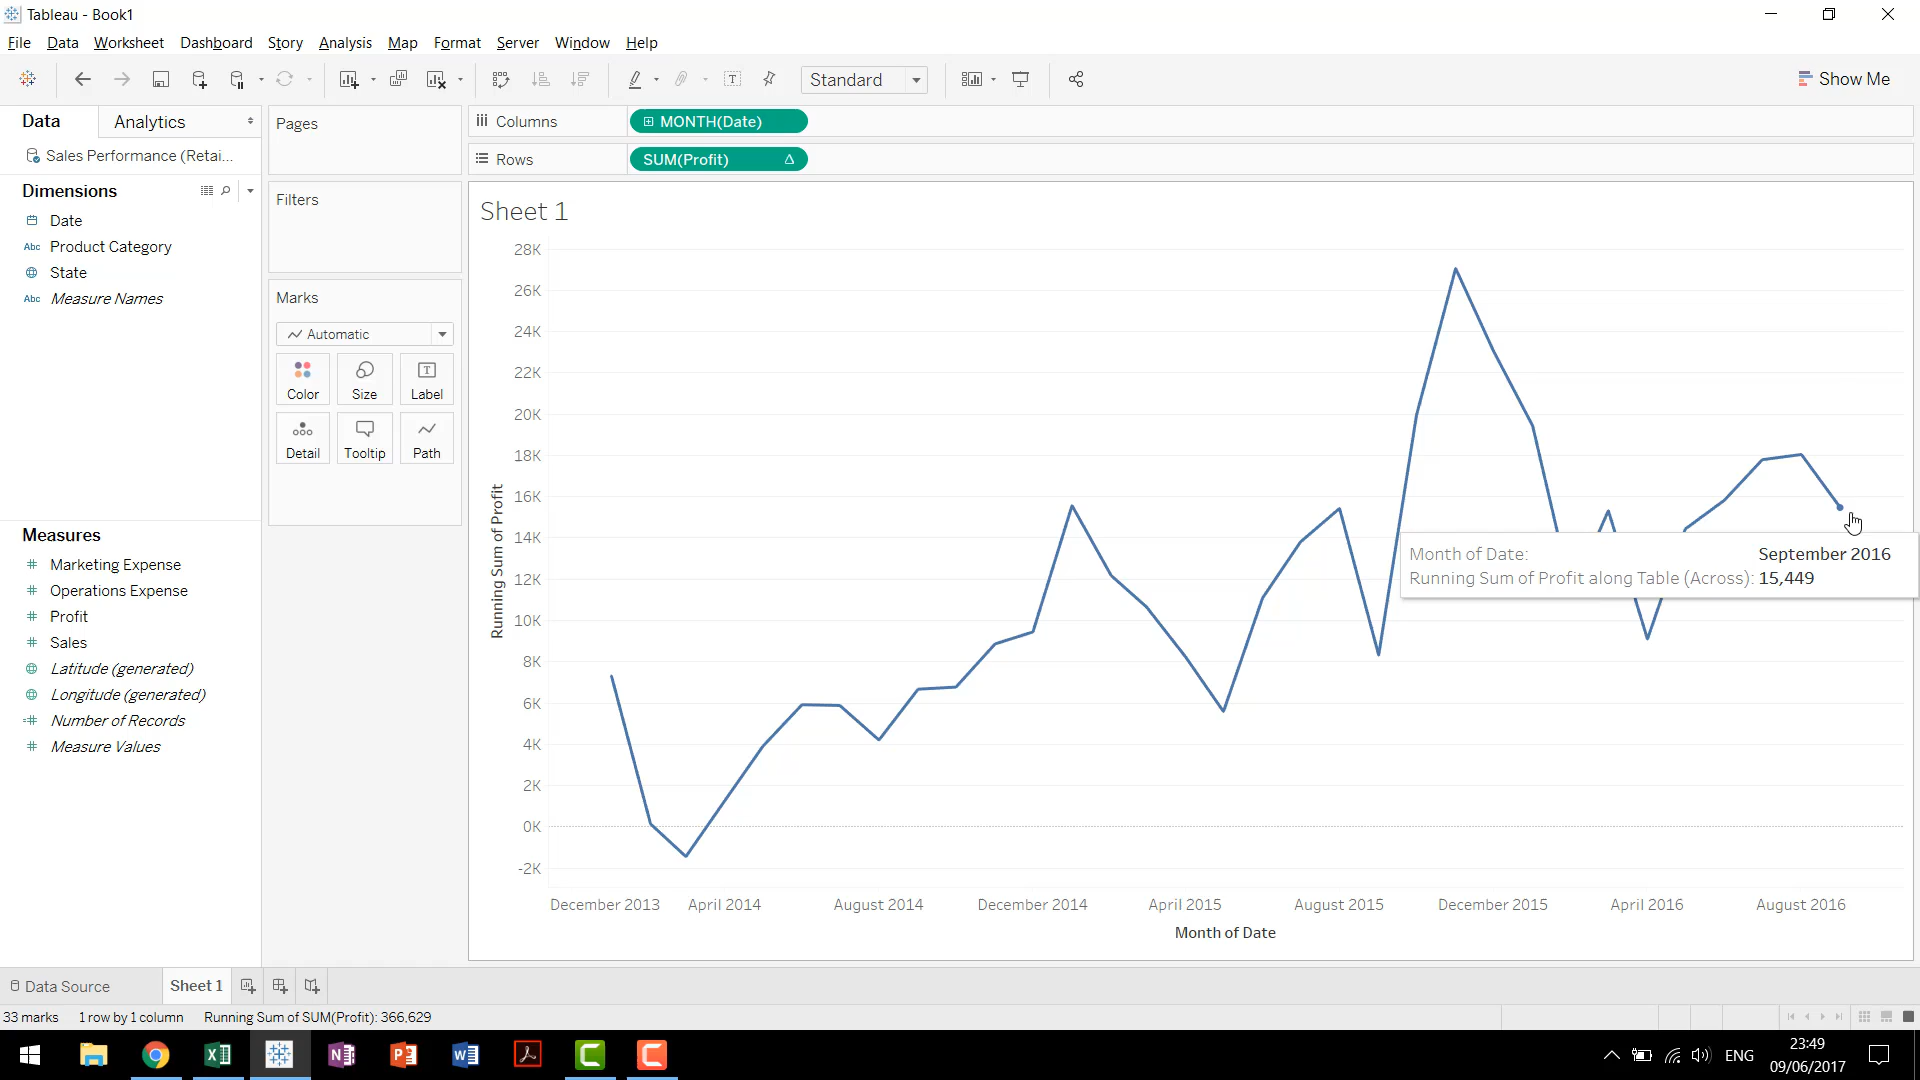 Tableau - Book1
File Data Worksheet Dashboard Story Analysis Map Format Server Window Help
Standard
Show Me
Data Analytics
Sales Performance (Retai...
Dimensions
Date
Abc Product Category
State
Abc Measure Names
Measures
Marketing Expense
Operations Expense
Profit
Sales
Latitude (generated)
Longitude (generated)
Number of Records
Measure Values
Pages
Filters
Marks
Automatic
Color Size Label
Detail Tooltip Path
Columns MONTH(Date)
Rows SUM(Profit) Δ
Sheet 1
Running Sum of Profit
28K
26K
24K
22K
20K
18K
16K
14K
12K
10K
8K
6K
4K
2K
0K
-2K
Month of Date: September 2016
Running Sum of Profit along Table (Across): 15,449
December 2013 April 2014 August 2014 December 2014 April 2015 August 2015 December 2015 April 2016 August 2016
Month of Date
Data Source Sheet 1
33 marks 1 row by 1 column Running Sum of SUM(Profit): 366,629
ENG
23:49
09/06/2017